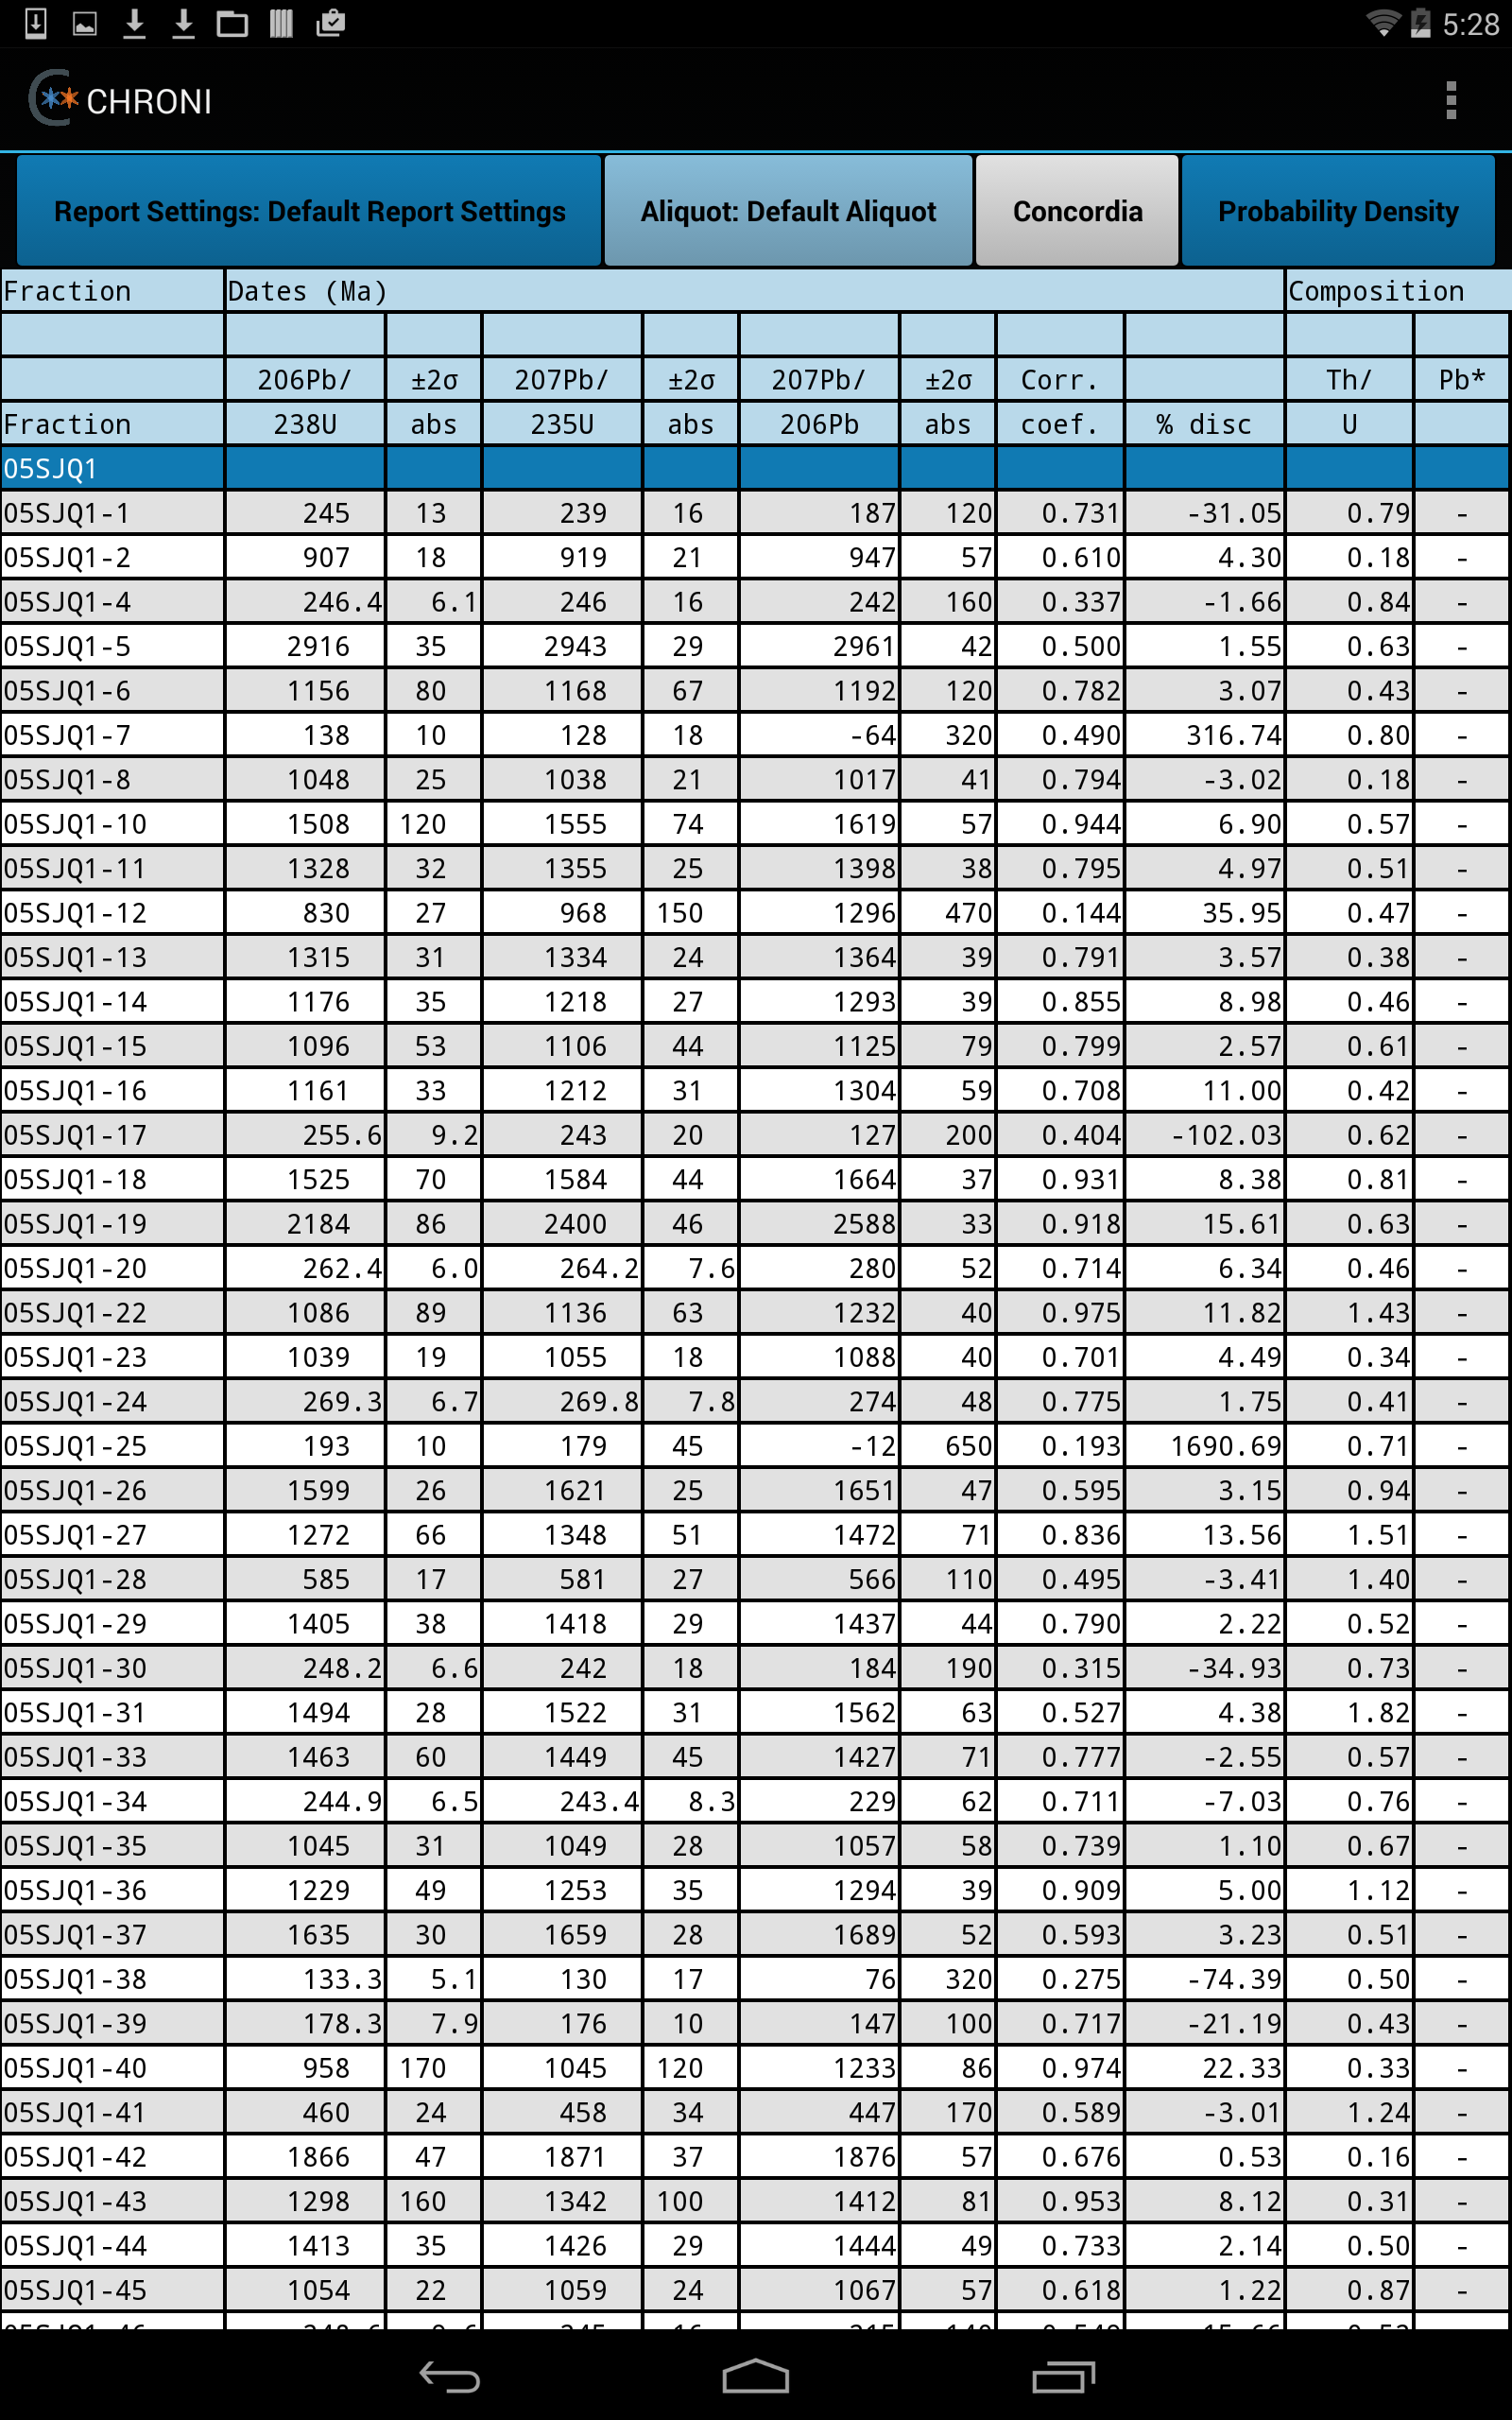 5:28
CHRONI
Report Settings: Default Report Settings Aliquot: Default Aliquot Concordia Probability Density
Fraction Dates (Ma) Composition
206Pb/ ±2σ 207Pb/ ±2σ 207Pb/ ±2σ Corr. Th/ Pb*
Fraction 238U abs 235U abs 206Pb abs coef. % disc U
05SJQ1
05SJQ1-1 245 13 239 16 187 120 0.731 -31.05 0.79 -
05SJQ1-2 907 18 919 21 947 57 0.610 4.30 0.18 -
05SJQ1-4 246.4 6.1 246 16 242 160 0.337 -1.66 0.84 -
05SJQ1-5 2916 35 2943 29 2961 42 0.500 1.55 0.63 -
05SJQ1-6 1156 80 1168 67 1192 120 0.782 3.07 0.43 -
05SJQ1-7 138 10 128 18 -64 320 0.490 316.74 0.80 -
05SJQ1-8 1048 25 1038 21 1017 41 0.794 -3.02 0.18 -
05SJQ1-10 1508 120 1555 74 1619 57 0.944 6.90 0.57 -
05SJQ1-11 1328 32 1355 25 1398 38 0.795 4.97 0.51 -
05SJQ1-12 830 27 968 150 1296 470 0.144 35.95 0.47 -
05SJQ1-13 1315 31 1334 24 1364 39 0.791 3.57 0.38 -
05SJQ1-14 1176 35 1218 27 1293 39 0.855 8.98 0.46 -
05SJQ1-15 1096 53 1106 44 1125 79 0.799 2.57 0.61 -
05SJQ1-16 1161 33 1212 31 1304 59 0.708 11.00 0.42 -
05SJQ1-17 255.6 9.2 243 20 127 200 0.404 -102.03 0.62 -
05SJQ1-18 1525 70 1584 44 1664 37 0.931 8.38 0.81 -
05SJQ1-19 2184 86 2400 46 2588 33 0.918 15.61 0.63 -
05SJQ1-20 262.4 6.0 264.2 7.6 280 52 0.714 6.34 0.46 -
05SJQ1-22 1086 89 1136 63 1232 40 0.975 11.82 1.43 -
05SJQ1-23 1039 19 1055 18 1088 40 0.701 4.49 0.34 -
05SJQ1-24 269.3 6.7 269.8 7.8 274 48 0.775 1.75 0.41 -
05SJQ1-25 193 10 179 45 -12 650 0.193 1690.69 0.71 -
05SJQ1-26 1599 26 1621 25 1651 47 0.595 3.15 0.94 -
05SJQ1-27 1272 66 1348 51 1472 71 0.836 13.56 1.51 -
05SJQ1-28 585 17 581 27 566 110 0.495 -3.41 1.40 -
05SJQ1-29 1405 38 1418 29 1437 44 0.790 2.22 0.52 -
05SJQ1-30 248.2 6.6 242 18 184 190 0.315 -34.93 0.73 -
05SJQ1-31 1494 28 1522 31 1562 63 0.527 4.38 1.82 -
05SJQ1-33 1463 60 1449 45 1427 71 0.777 -2.55 0.57 -
05SJQ1-34 244.9 6.5 243.4 8.3 229 62 0.711 -7.03 0.76 -
05SJQ1-35 1045 31 1049 28 1057 58 0.739 1.10 0.67 -
05SJQ1-36 1229 49 1253 35 1294 39 0.909 5.00 1.12 -
05SJQ1-37 1635 30 1659 28 1689 52 0.593 3.23 0.51 -
05SJQ1-38 133.3 5.1 130 17 76 320 0.275 -74.39 0.50 -
05SJQ1-39 178.3 7.9 176 10 147 100 0.717 -21.19 0.43 -
05SJQ1-40 958 170 1045 120 1233 86 0.974 22.33 0.33 -
05SJQ1-41 460 24 458 34 447 170 0.589 -3.01 1.24 -
05SJQ1-42 1866 47 1871 37 1876 57 0.676 0.53 0.16 -
05SJQ1-43 1298 160 1342 100 1412 81 0.953 8.12 0.31 -
05SJQ1-44 1413 35 1426 29 1444 49 0.733 2.14 0.50 -
05SJQ1-45 1054 22 1059 24 1067 57 0.618 1.22 0.87 -